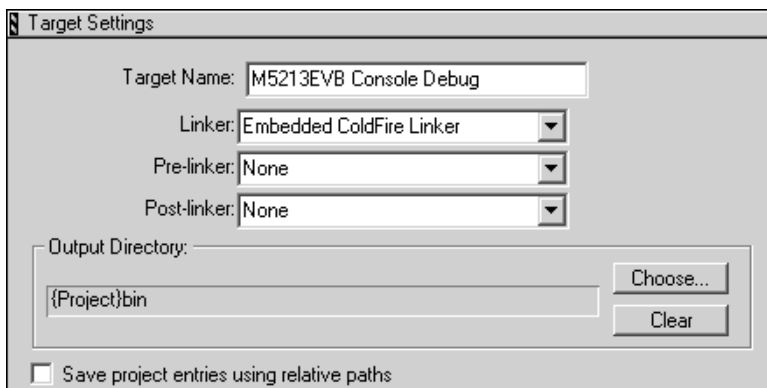 Target Settings
Target Name: M5213EVB Console Debug
Linker: Embedded ColdFire Linker
Pre-linker: None
Post-linker: None
Output Directory:
Choose...
{Project}bin
Clear
Save project entries using relative paths